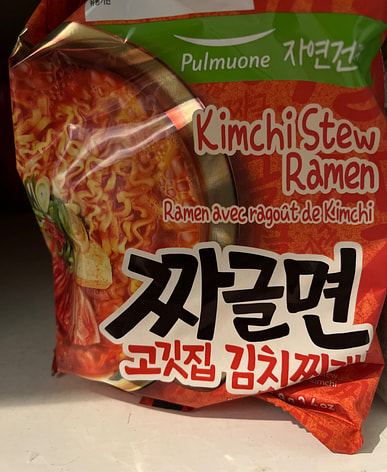 Pulmuone 자연건
Kimchi Stew
Ramen
Ramen avec ragoût de Kimchi
짜글면
고깃집 김치찌개
Kimchi